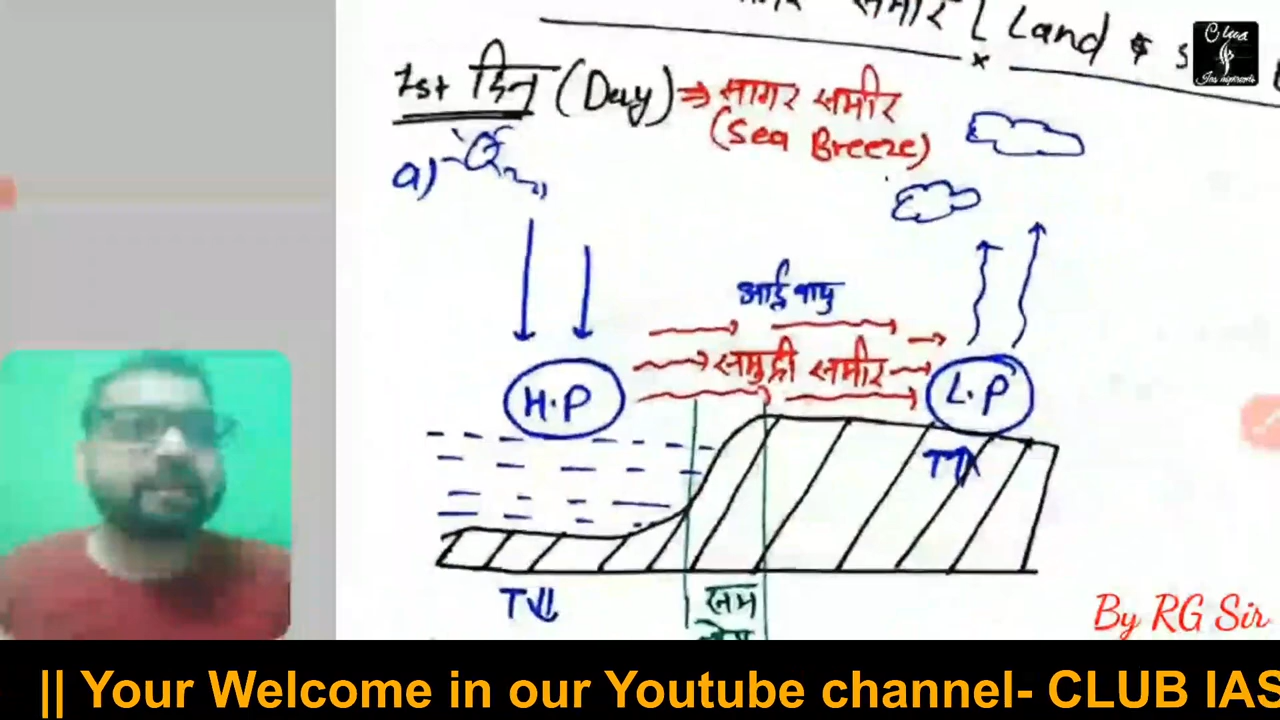 समीर [ Land & S
1st दिन (Day) ⇒ सागर समीर
(Sea Breeze)
a)
आर्द्र वायु
समुद्री समीर
H.P
L.P
T↑↑
T↓↓
सम
By RG Sir
|| Your Welcome in our Youtube channel- CLUB IAS